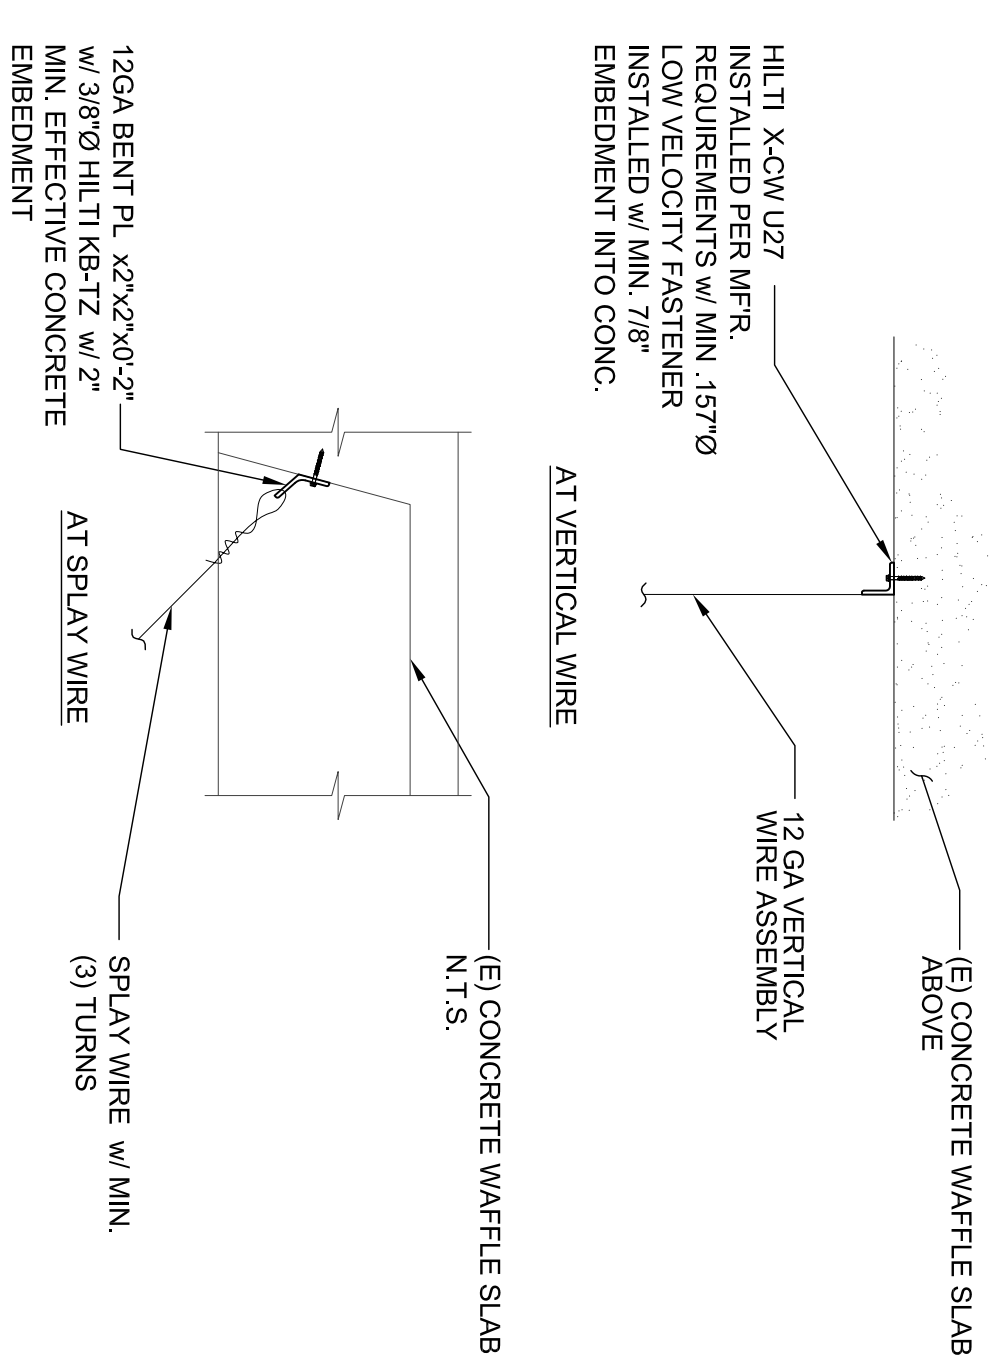 HILTI X-CW U27
INSTALLED PER MF'R.
REQUIREMENTS w/ MIN .157"Ø
LOW VELOCITY FASTENER
INSTALLED w/ MIN. 7/8"
EMBEDMENT INTO CONC.
(E) CONCRETE WAFFLE SLAB
ABOVE
12 GA VERTICAL
WIRE ASSEMBLY
AT VERTICAL WIRE
12GA BENT PL x2"x2"x0'-2"
w/ 3/8"Ø HILTI KB-TZ w/ 2"
MIN. EFFECTIVE CONCRETE
EMBEDMENT
(E) CONCRETE WAFFLE SLAB
N.T.S.
SPLAY WIRE w/ MIN.
(3) TURNS
AT SPLAY WIRE